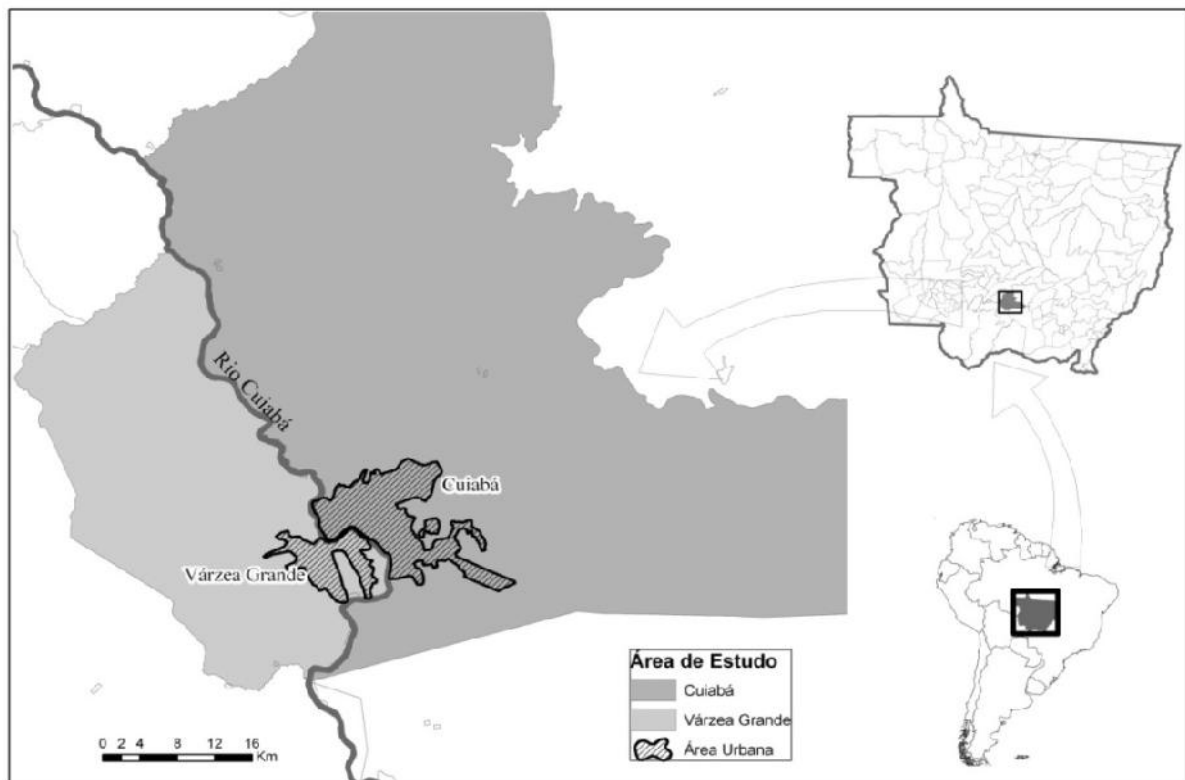 Rio Cuiabá
Cuiabá
Várzea Grande
Área de Estudo
Cuiabá
Várzea Grande
Área Urbana
0 2 4 8 12 16
Km